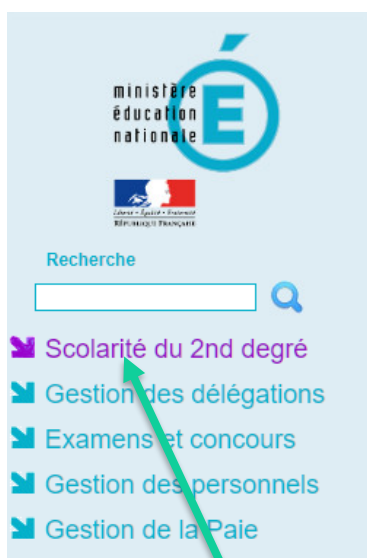 ministère
éducation
nationale
É
Liberté • Égalité • Fraternité
RÉPUBLIQUE FRANÇAISE
Recherche
Scolarité du 2nd degré
Gestion des délégations
Examens et concours
Gestion des personnels
Gestion de la Paie